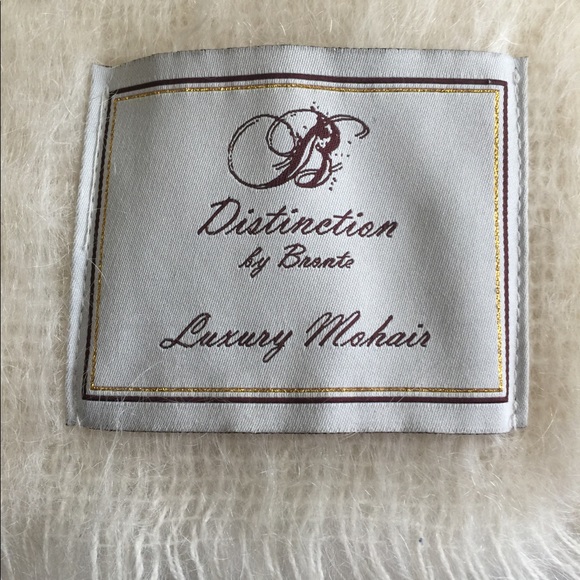 B
Distinction
by Bronte
Luxury Mohair